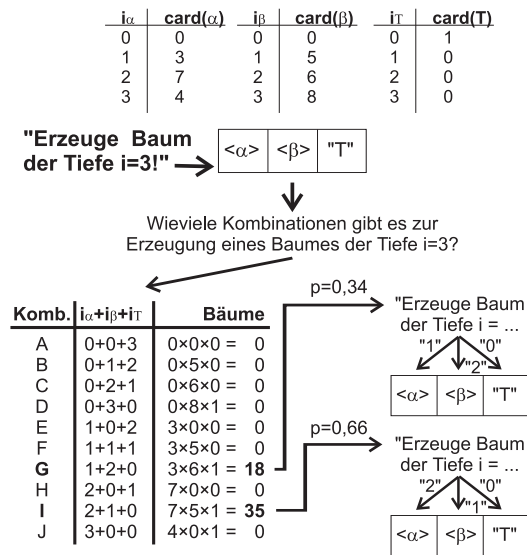 iα card(α) iβ card(β) iT card(T)
0 0 0 0 0 1
1 3 1 5 1 0
2 7 2 6 2 0
3 4 3 8 3 0
"Erzeuge Baum
der Tiefe i=3!"
<α> <β> "T"
Wieviele Kombinationen gibt es zur
Erzeugung eines Baumes der Tiefe i=3?
Komb. iα+iβ+iT Bäume
A 0+0+3 0×0×0 = 0
B 0+1+2 0×5×0 = 0
C 0+2+1 0×6×0 = 0
D 0+3+0 0×8×1 = 0
E 1+0+2 3×0×0 = 0
F 1+1+1 3×5×0 = 0
G 1+2+0 3×6×1 = 18
H 2+0+1 7×0×0 = 0
I 2+1+0 7×5×1 = 35
J 3+0+0 4×0×1 = 0
p=0,34
"Erzeuge Baum
der Tiefe i = ...
"1" "2" "0"
<α> <β> "T"
p=0,66
"Erzeuge Baum
der Tiefe i = ...
"2" "1" "0"
<α> <β> "T"